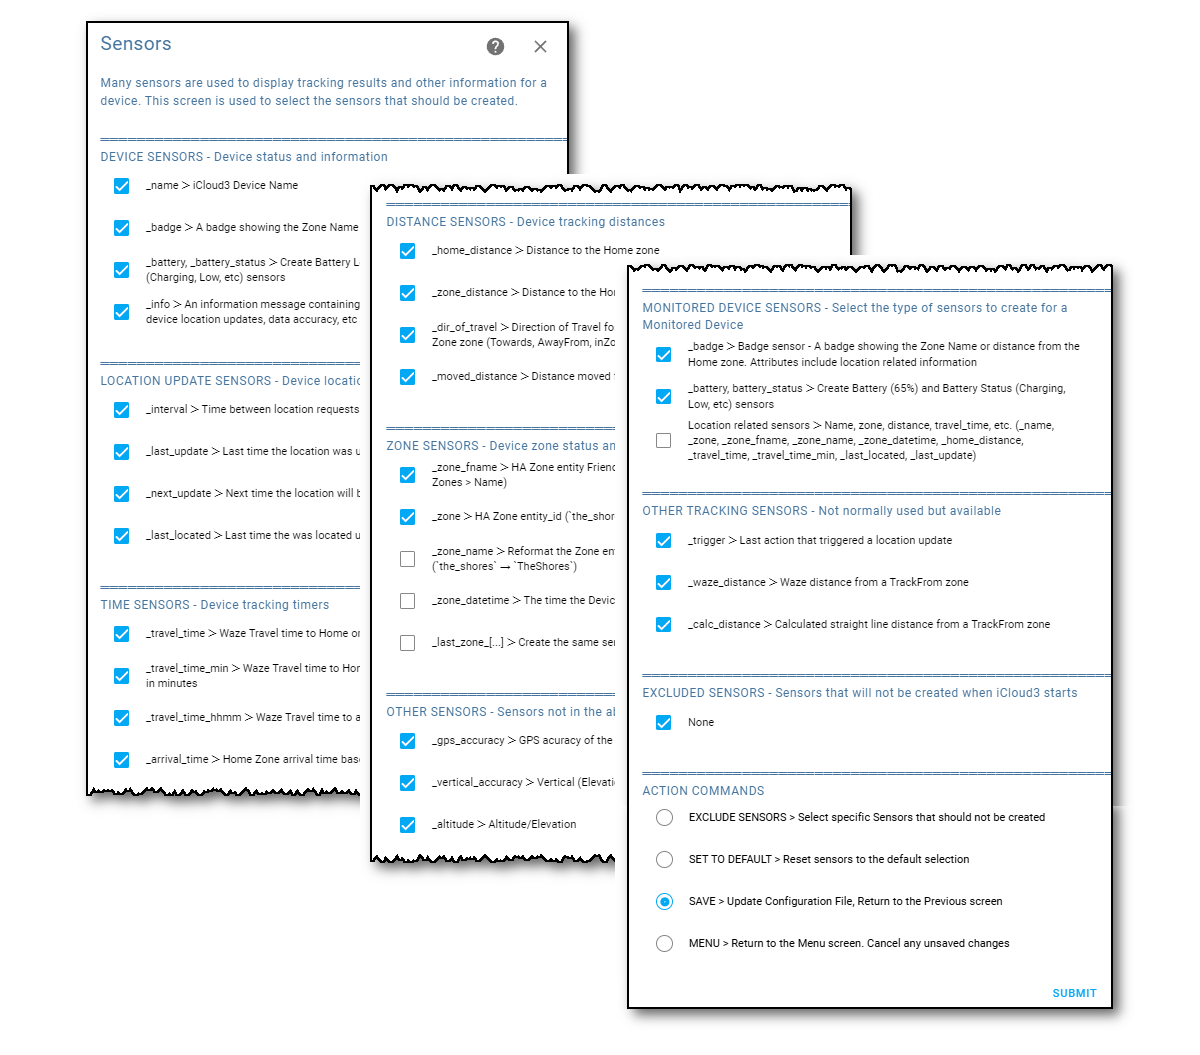 Sensors
Many sensors are used to display tracking results and other information for a
device. This screen is used to select the sensors that should be created.
DEVICE SENSORS - Device status and information
_name > iCloud3 Device Name
_badge > A badge showing the Zone Name
_battery, _battery_status > Create Battery
(Charging, Low, etc) sensors
_info > An information message containing
device location updates, data accuracy, etc
LOCATION UPDATE SENSORS - Device
_interval > Time between location requests
_last_update > Last time the location was
_next_update > Next time the location will
_last_located > Last time the was located
TIME SENSORS - Device tracking timers
_travel_time > Waze Travel time to Home or
_travel_time_min > Waze Travel time to
in minutes
_travel_time_hhmm > Waze Travel time to
_arrival_time > Home Zone arrival time
DISTANCE SENSORS - Device tracking distances
_home_distance > Distance to the Home zone
_zone_distance > Distance to the
_dir_of_travel > Direction of Travel
Zone zone (Towards, AwayFrom,
_moved_distance > Distance moved
ZONE SENSORS - Device zone status
_zone_fname > HA Zone entity
Zones > Name)
_zone > HA Zone entity_id
_zone_name > Reformat the Zone
(`the_shores` → `TheShores`)
_zone_datetime > The time the
_last_zone_[...] > Create the same
OTHER SENSORS - Sensors not in the
_gps_accuracy > GPS acuracy of the
_vertical_accuracy > Vertical
_altitude > Altitude/Elevation
MONITORED DEVICE SENSORS - Select the type of sensors to create for a
Monitored Device
_badge > Badge sensor - A badge showing the Zone Name or distance from the
Home zone. Attributes include location related information
_battery, battery_status > Create Battery (65%) and Battery Status (Charging,
Low, etc) sensors
Location related sensors > Name, zone, distance, travel_time, etc. (_name,
_zone, _zone_fname, _zone_name, _zone_datetime, _home_distance,
_travel_time, _travel_time_min, _last_located, _last_update)
OTHER TRACKING SENSORS - Not normally used but available
_trigger > Last action that triggered a location update
_waze_distance > Waze distance from a TrackFrom zone
_calc_distance > Calculated straight line distance from a TrackFrom zone
EXCLUDED SENSORS - Sensors that will not be created when iCloud3 starts
None
ACTION COMMANDS
EXCLUDE SENSORS > Select specific Sensors that should not be created
SET TO DEFAULT > Reset sensors to the default selection
SAVE > Update Configuration File, Return to the Previous screen
MENU > Return to the Menu screen. Cancel any unsaved changes
SUBMIT